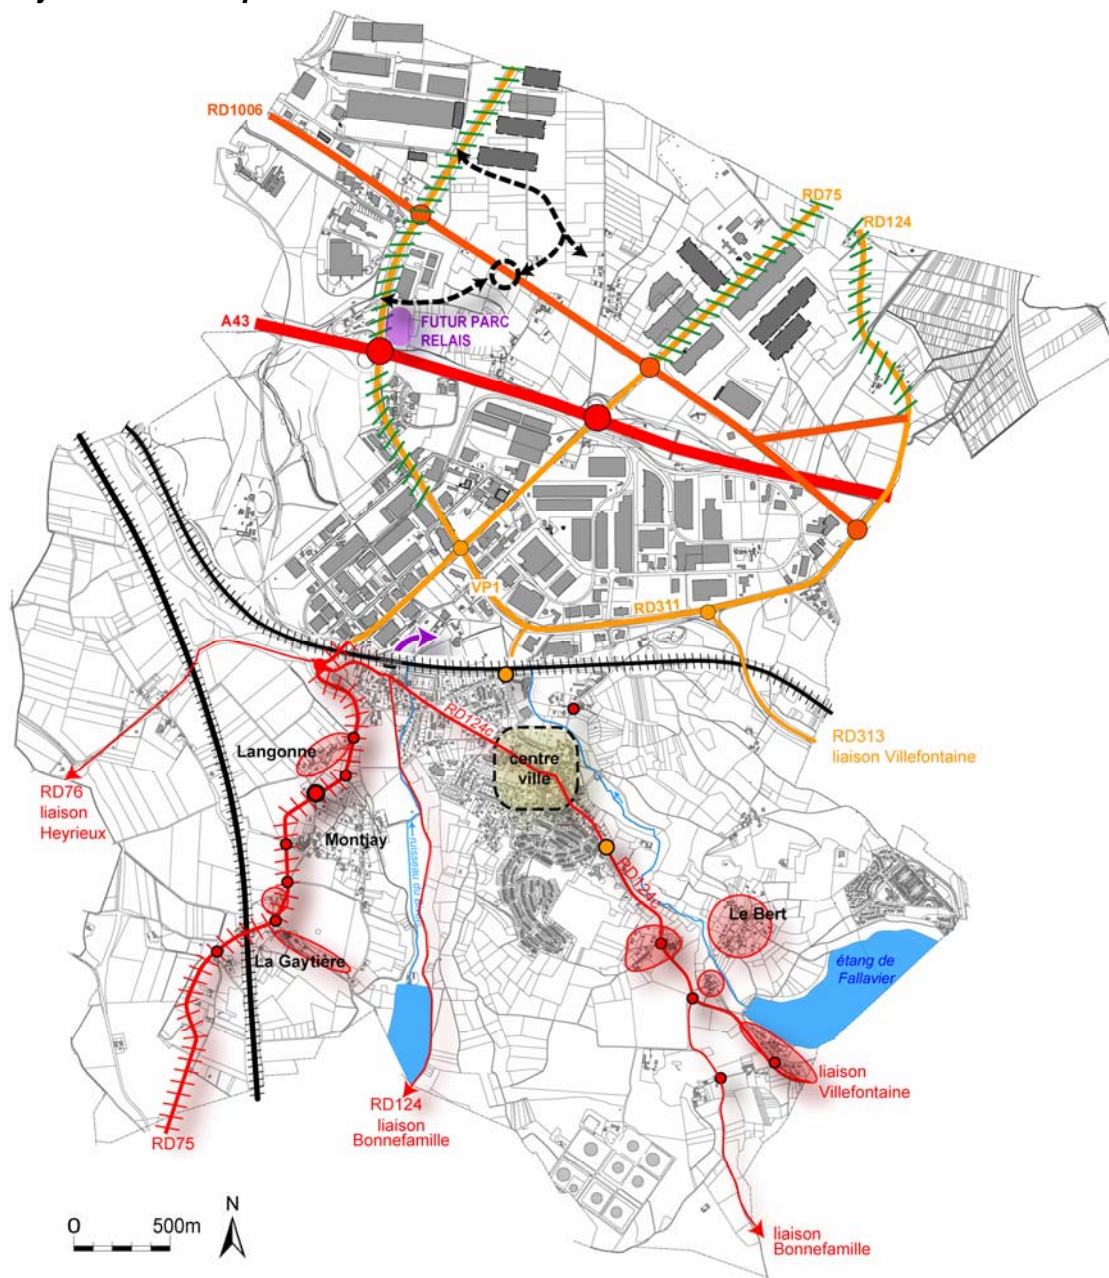 RD1006
RD75
RD124
A43
FUTUR PARC
RELAIS
VP1
RD311
RD124c
RD313
liaison Villefontaine
Langonne
centre
ville
RD76
liaison
Heyrieux
Montjay
ruisseau du
RD124c
Le Bert
La Gaytière
étang de
Fallavier
liaison
Villefontaine
RD124
liaison
Bonnefamille
RD75
N
0 500m
liaison
Bonnefamille